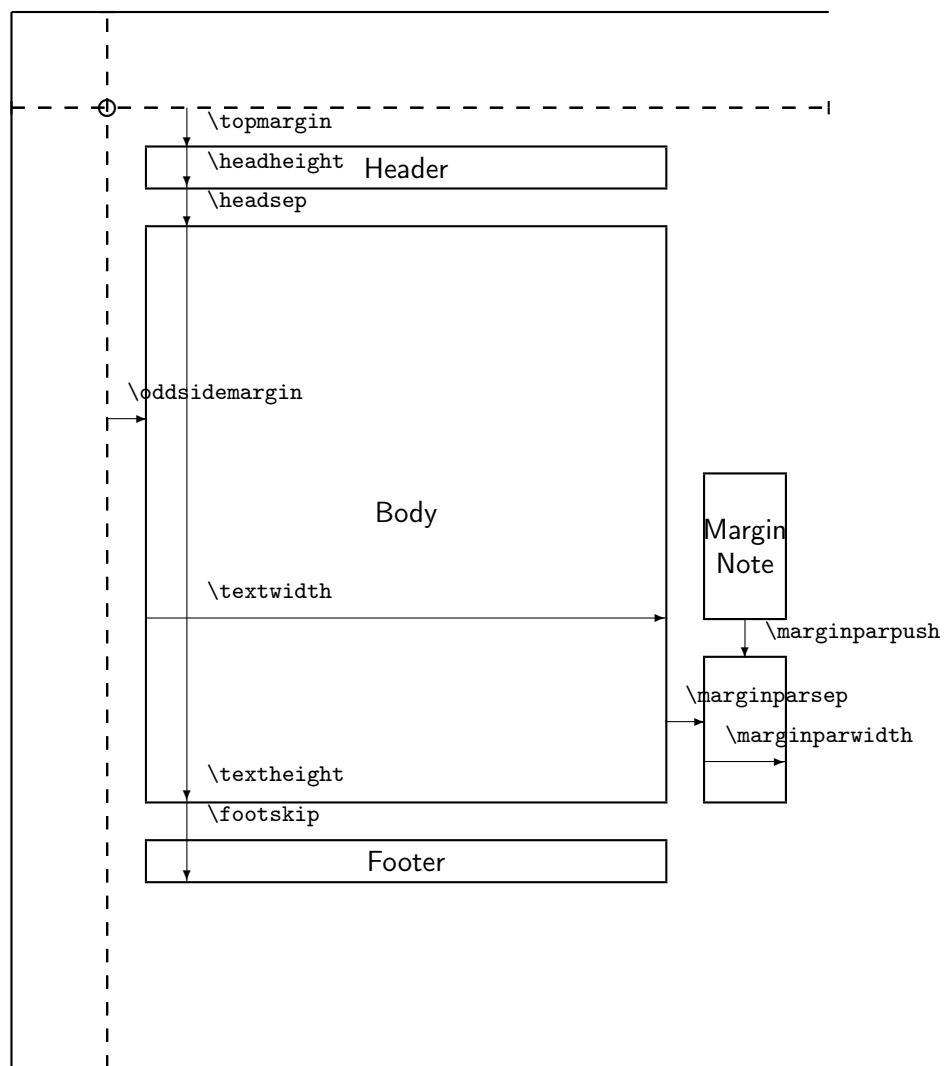 \topmargin
\headheight
Header
\headsep
\oddsidemargin
Body
Margin
Note
\textwidth
\marginparpush
\marginparsep
\marginparwidth
\textheight
\footskip
Footer